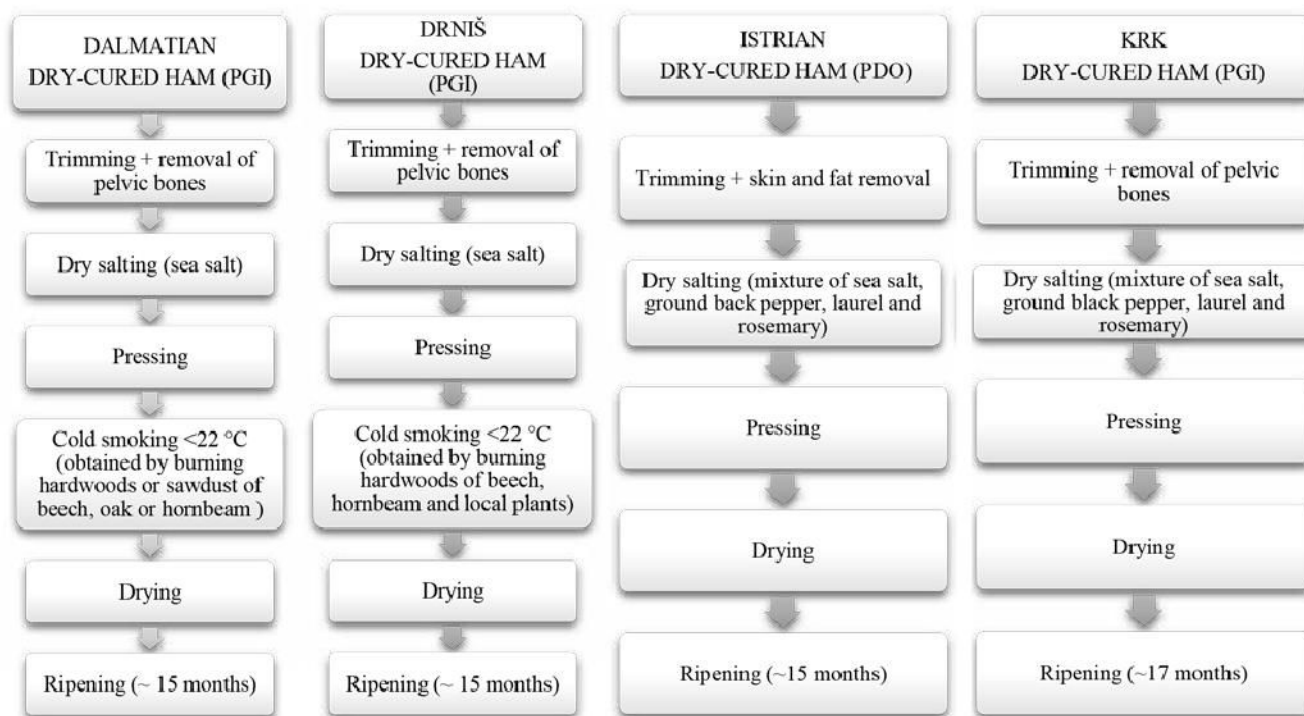 DALMATIAN
DRY-CURED HAM (PGI)
Trimming + removal of
pelvic bones
Dry salting (sea salt)
Pressing
Cold smoking <22 °C
(obtained by burning
hardwoods or sawdust of
beech, oak or hornbeam )
Drying
Ripening (~ 15 months)
DRNIŠ
DRY-CURED HAM
(PGI)
Trimming + removal of
pelvic bones
Dry salting (sea salt)
Pressing
Cold smoking <22 °C
(obtained by burning
hardwoods of beech,
hornbeam and local plants)
Drying
Ripening (~ 15 months)
ISTRIAN
DRY-CURED HAM (PDO)
Trimming + skin and fat removal
Dry salting (mixture of sea salt,
ground back pepper, laurel and
rosemary)
Pressing
Drying
Ripening (~15 months)
KRK
DRY-CURED HAM (PGI)
Trimming + removal of pelvic
bones
Dry salting (mixture of sea salt,
ground black pepper, laurel and
rosemary)
Pressing
Drying
Ripening (~17 months)